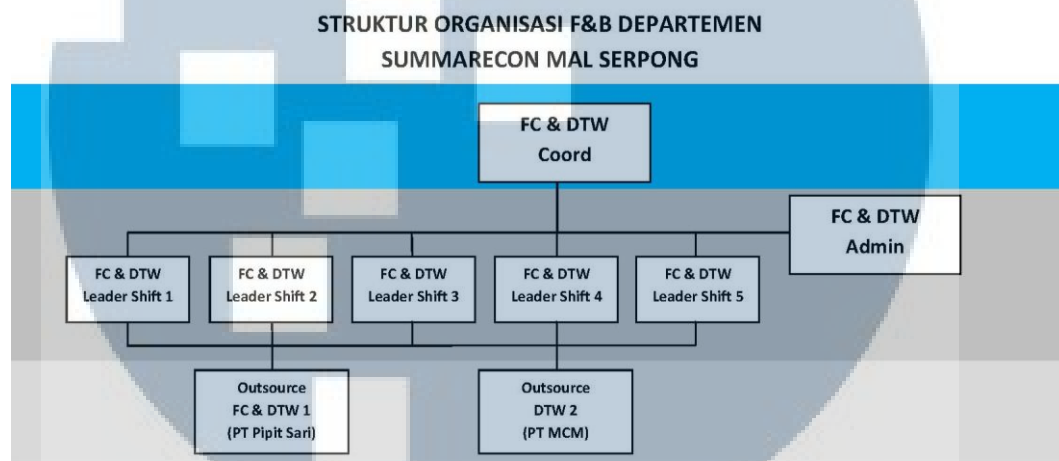 STRUKTUR ORGANISASI F&B DEPARTEMEN
SUMMARECON MAL SERPONG
FC & DTW
Coord
FC & DTW
Admin
FC & DTW
Leader Shift 1
FC & DTW
Leader Shift 2
FC & DTW
Leader Shift 3
FC & DTW
Leader Shift 4
FC & DTW
Leader Shift 5
Outsource
FC & DTW 1
(PT Pipit Sari)
Outsource
DTW 2
(PT MCM)